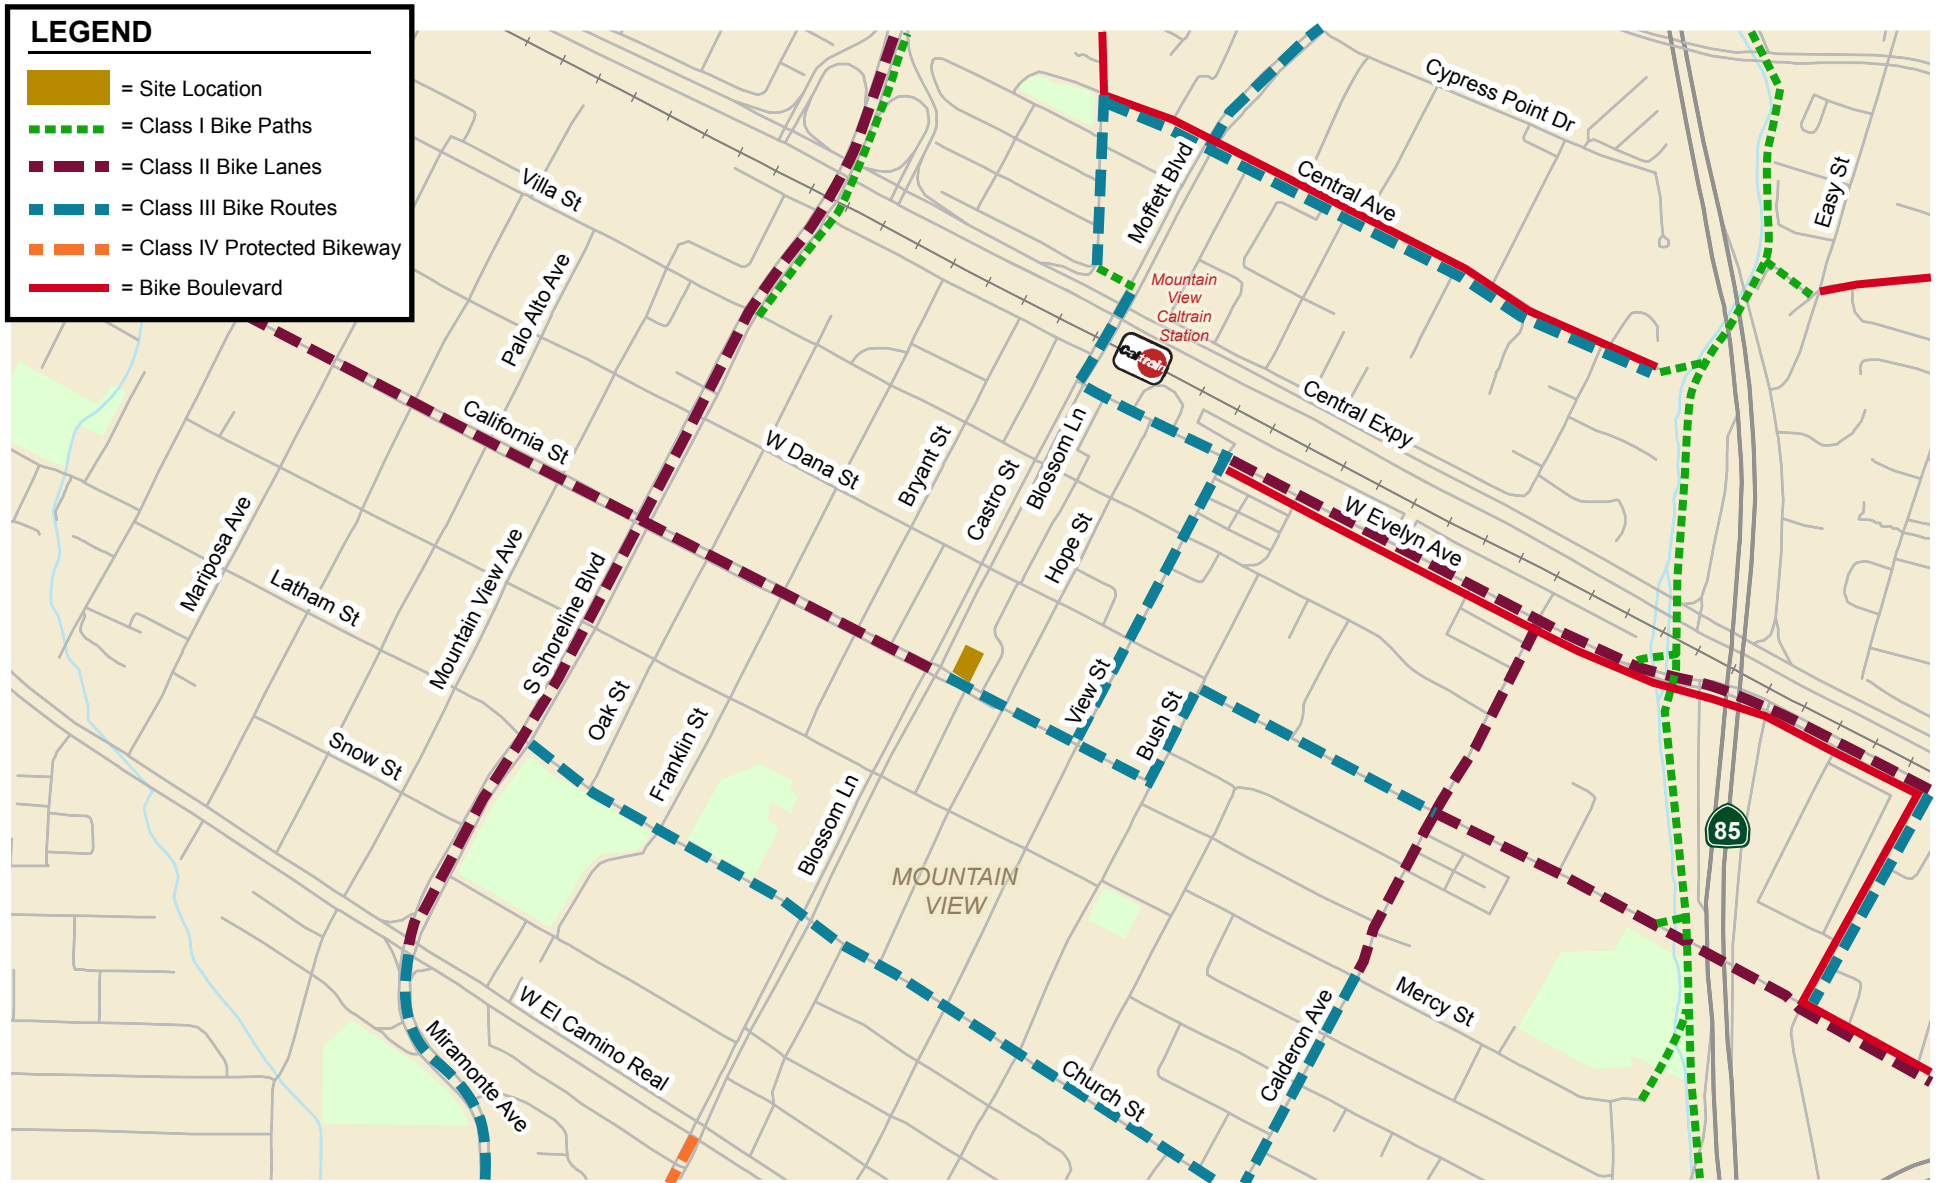 LEGEND
= Site Location
= Class I Bike Paths
= Class II Bike Lanes
= Class III Bike Routes
= Class IV Protected Bikeway
= Bike Boulevard
Cypress Point Dr
Villa St
Easy St
Central Ave
Moffett Blvd
Palo Alto Ave
Mountain
View
Caltrain
Station
Caltrain
Central Expy
California St
W Dana St
Bryant St
Castro St
Blossom Ln
Hope St
W Evelyn Ave
Mariposa Ave
Latham St
Mountain View Ave
S Shoreline Blvd
Oak St
Franklin St
View St
Bush St
Snow St
Blossom Ln
85
MOUNTAIN
VIEW
W El Camino Real
Miramonte Ave
Church St
Calderon Ave
Mercy St